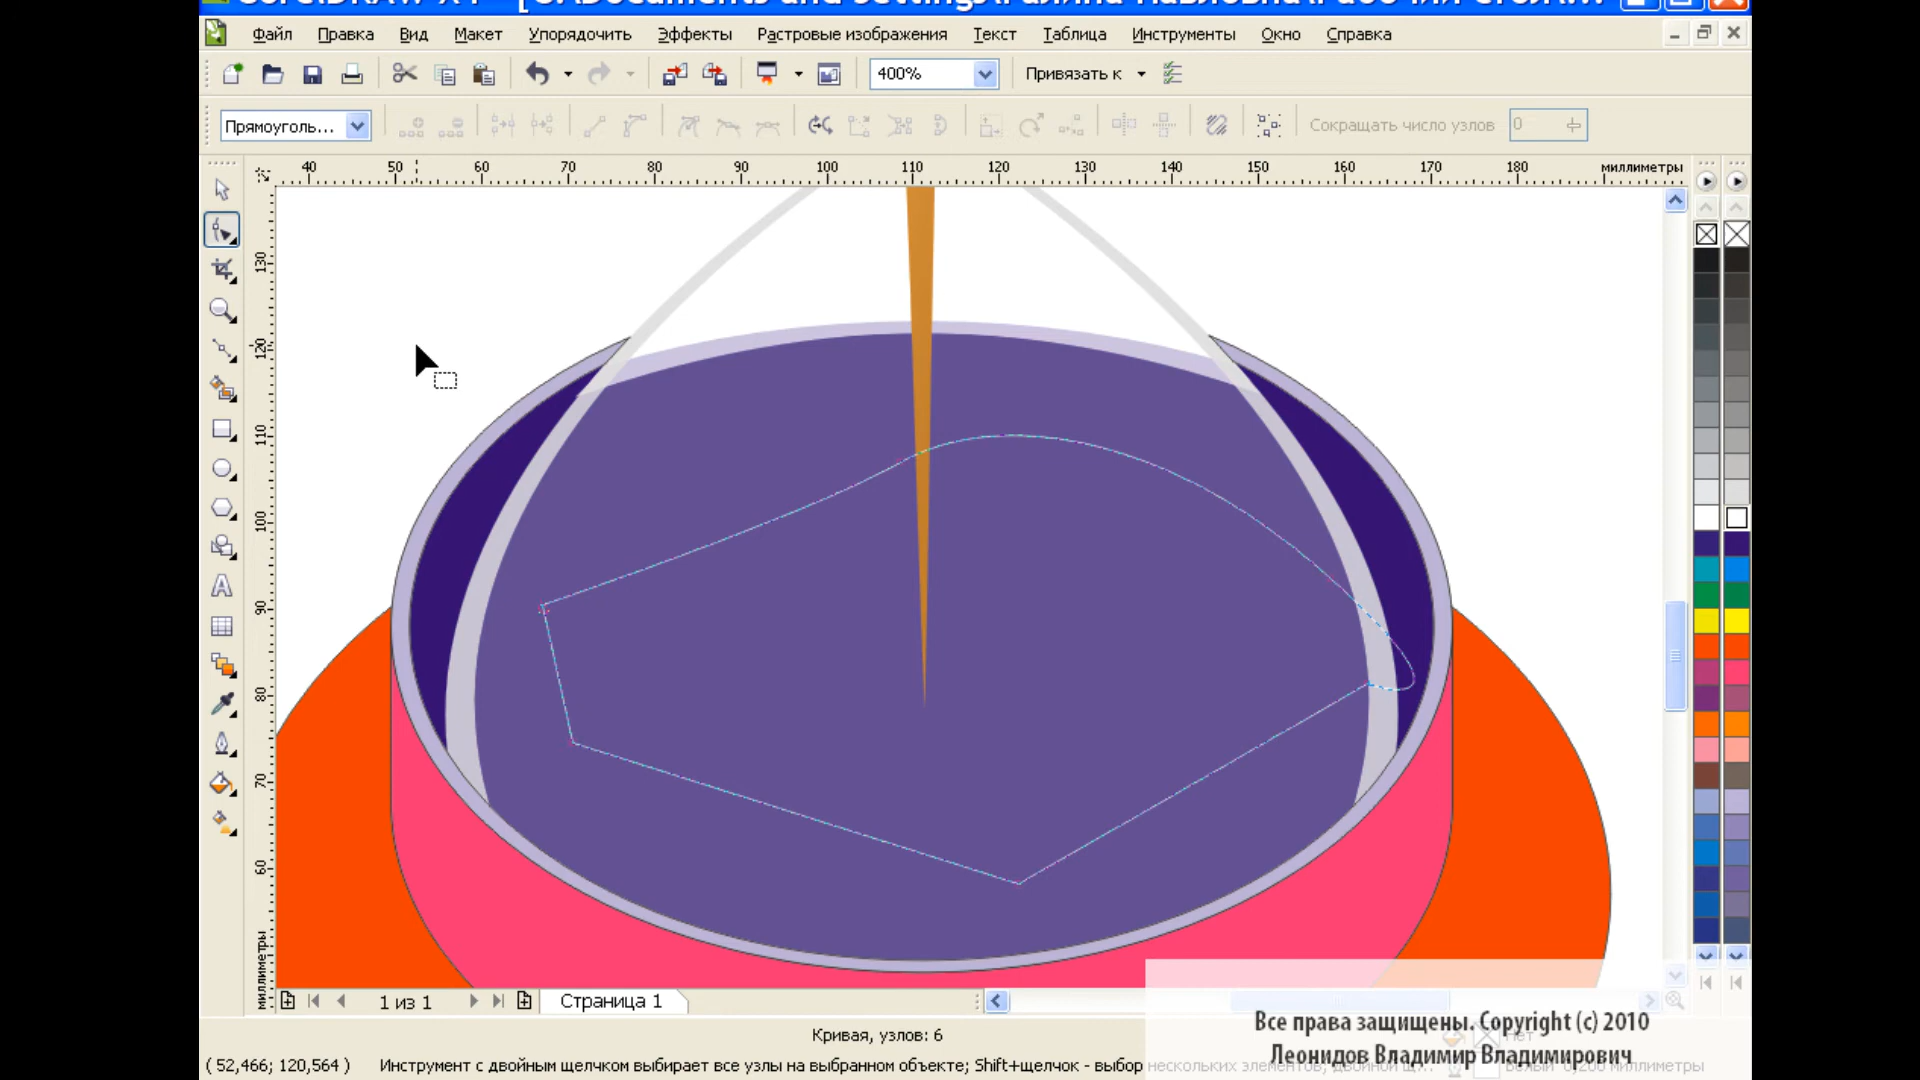 Файл Правка Вид Макет Упорядочить Эффекты Растровые изображения Текст Таблица Инструменты Окно Справка
400% Привязать к
Прямоуголь... Сокращать число узлов 0
40 50 60 70 80 90 100 110 120 130 140 150 160 170 180 миллиметры
130
120
110
100
90
80
70
60
миллиметры
1 из 1 Страница 1
Кривая, узлов: 6
( 52,466; 120,564 ) Инструмент с двойным щелчком выбирает все узлы на выбранном объекте; Shift+щелчок - выбор нескольких элементов; двойной щ...
Все права защищены. Copyright (c) 2010
Леонидов Владимир Владимирович